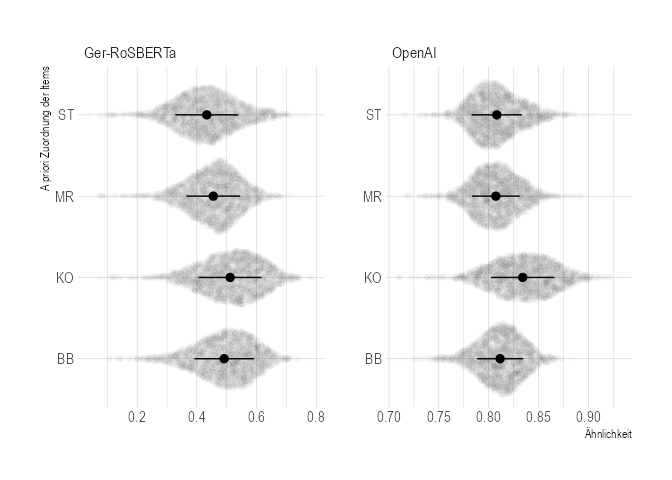 Ger-RoSBERTa
OpenAI
A priori Zuordnung der Items
ST
MR
KO
BB
ST
MR
KO
BB
0.2 0.4 0.6 0.8
0.70 0.75 0.80 0.85 0.90
Ähnlichkeit